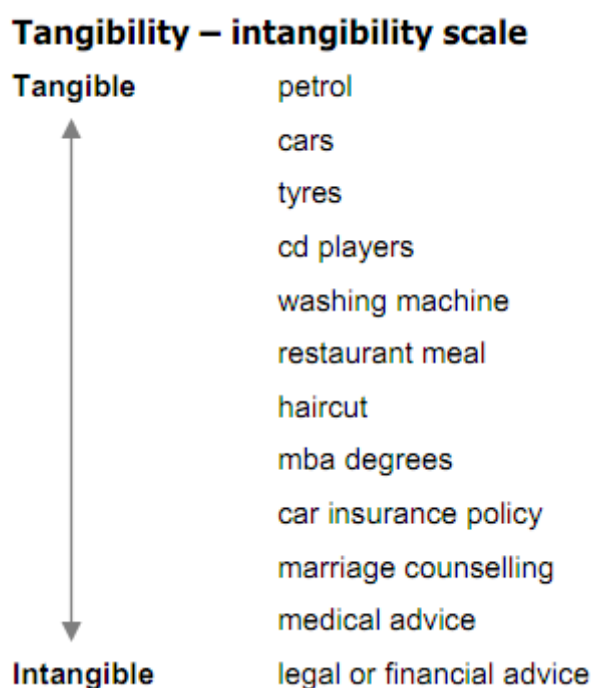 Tangibility – intangibility scale
Tangible petrol
cars
tyres
cd players
washing machine
restaurant meal
haircut
mba degrees
car insurance policy
marriage counselling
medical advice
Intangible legal or financial advice